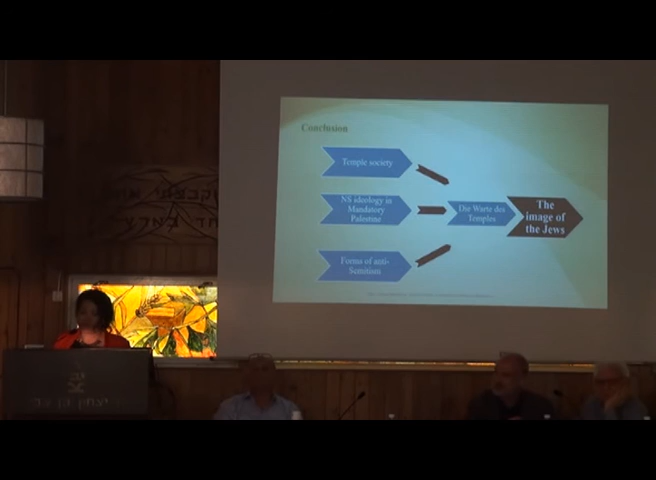 Conclusion
Temple society
NS ideology in
Mandatory
Palestine
Forms of anti-
Semitism
Die Warte des
Temples
The
image of
the Jews